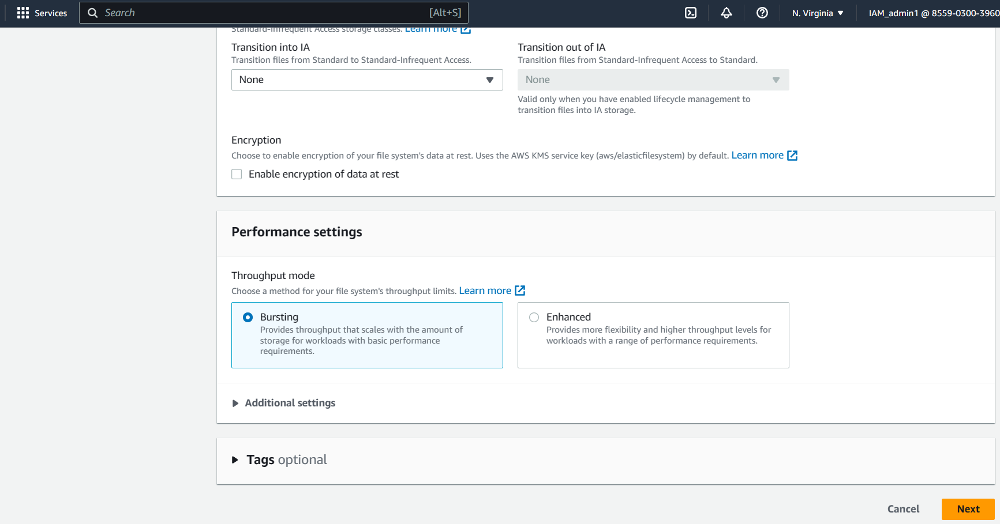 Services
Search
[Alt+S]
N. Virginia
IAM_admin1 @ 8559-0300-3960
Standard-Infrequent Access storage classes. Learn more
Transition into IA
Transition files from Standard to Standard-Infrequent Access.
None
Transition out of IA
Transition files from Standard-Infrequent Access to Standard.
None
Valid only when you have enabled lifecycle management to
transition files into IA storage.
Encryption
Choose to enable encryption of your file system's data at rest. Uses the AWS KMS service key (aws/elasticfilesystem) by default. Learn more
Enable encryption of data at rest
Performance settings
Throughput mode
Choose a method for your file system's throughput limits. Learn more
Bursting
Provides throughput that scales with the amount of
storage for workloads with basic performance
requirements.
Enhanced
Provides more flexibility and higher throughput levels for
workloads with a range of performance requirements.
Additional settings
Tags optional
Cancel
Next